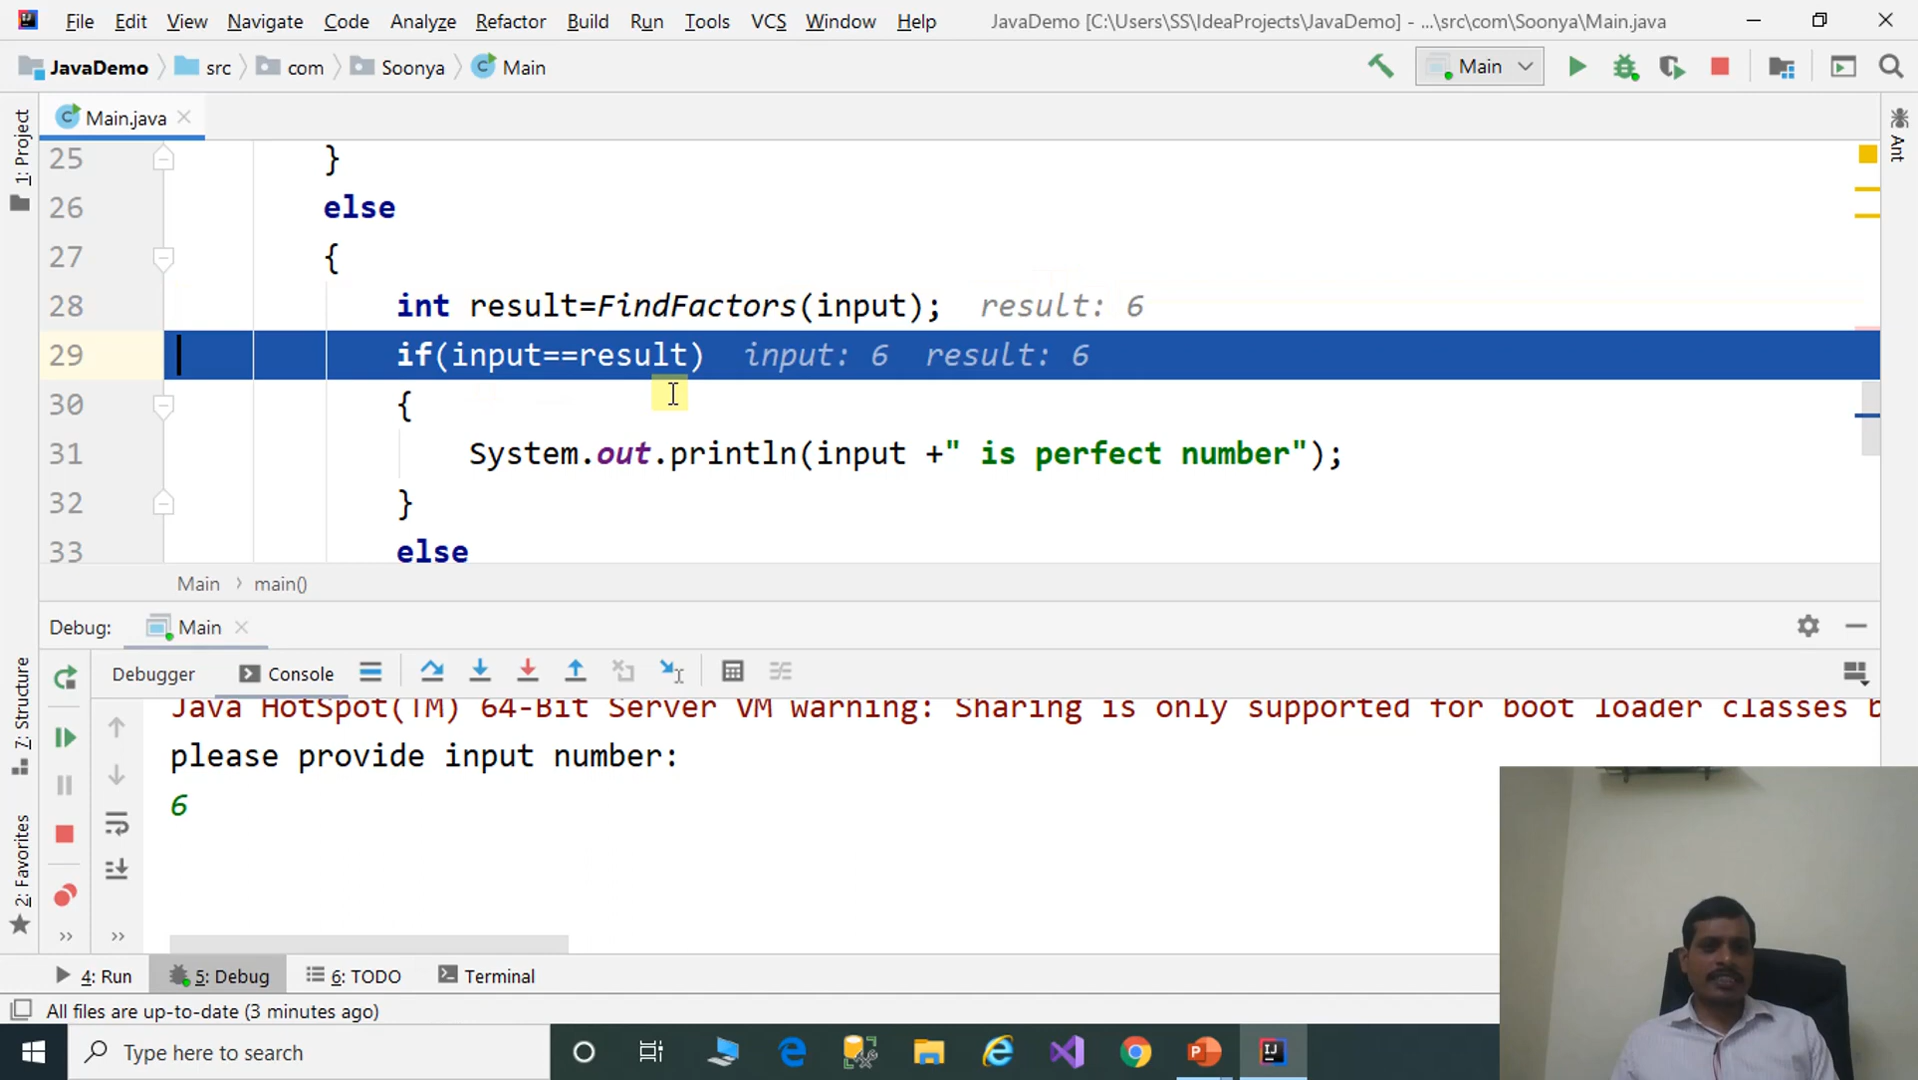 File Edit View Navigate Code Analyze Refactor Build Run Tools VCS Window Help JavaDemo [C:\Users\SS\IdeaProjects\JavaDemo] - ...\src\com\Soonya\Main.java
JavaDemo src com Soonya Main Main
Main.java
1: Project
Ant
25 }
26 else
27 {
28 int result=FindFactors(input); result: 6
29 if(input==result) input: 6 result: 6
30 {
31 System.out.println(input +" is perfect number");
32 }
33 else
Main main()
Debug: Main
Debugger Console
7: Structure
2: Favorites
Java HotSpot(TM) 64-Bit Server VM warning: Sharing is only supported for boot loader classes b
please provide input number:
6
4: Run 5: Debug 6: TODO Terminal
All files are up-to-date (3 minutes ago)
Type here to search